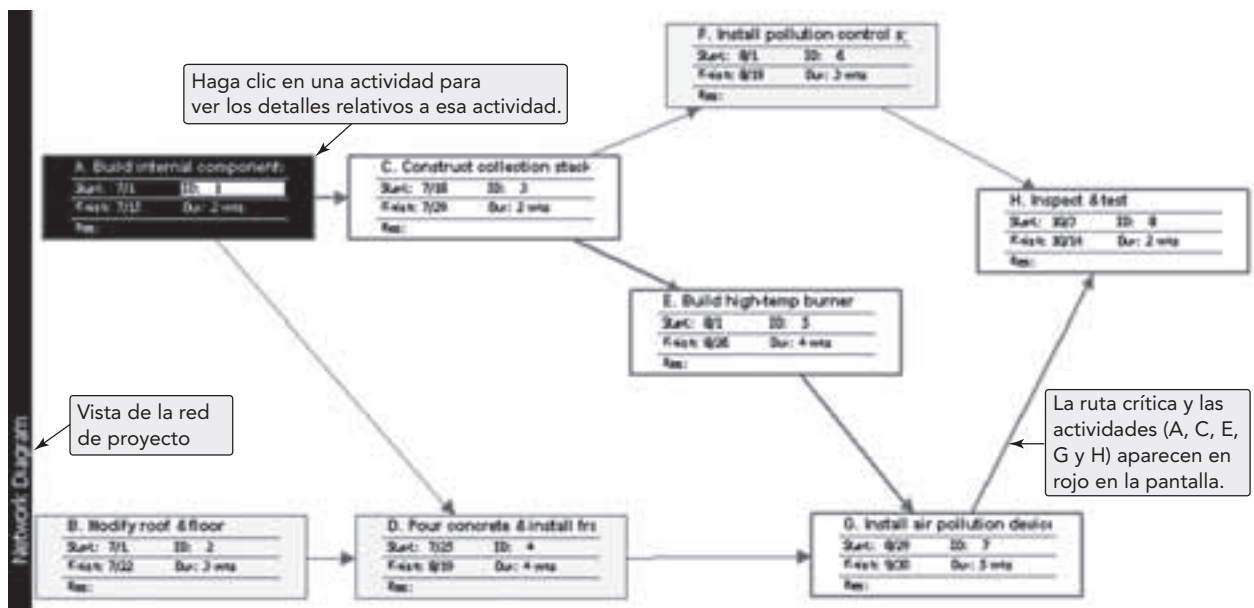 F. Install pollution control s
Start: 8/1 ID: 6
Finish: 8/19 Dur: 3 wks
Res:
Haga clic en una actividad para
ver los detalles relativos a esa actividad.
A. Build internal component
Start: 7/1 ID: 1
Finish: 7/15 Dur: 2 wks
Res:
C. Construct collection stack
Start: 7/18 ID: 3
Finish: 7/29 Dur: 2 wks
Res:
H. Inspect & test
Start: 10/3 ID: 8
Finish: 10/14 Dur: 2 wks
Res:
E. Build high-temp burner
Start: 8/1 ID: 5
Finish: 8/26 Dur: 4 wks
Res:
Vista de la red
de proyecto
La ruta crítica y las
actividades (A, C, E,
G y H) aparecen en
rojo en la pantalla.
Network Diagram
B. Modify roof & floor
Start: 7/1 ID: 2
Finish: 7/22 Dur: 3 wks
Res:
D. Pour concrete & install fra
Start: 7/25 ID: 4
Finish: 8/19 Dur: 4 wks
Res:
G. Install air pollution device
Start: 8/29 ID: 7
Finish: 9/30 Dur: 5 wks
Res: